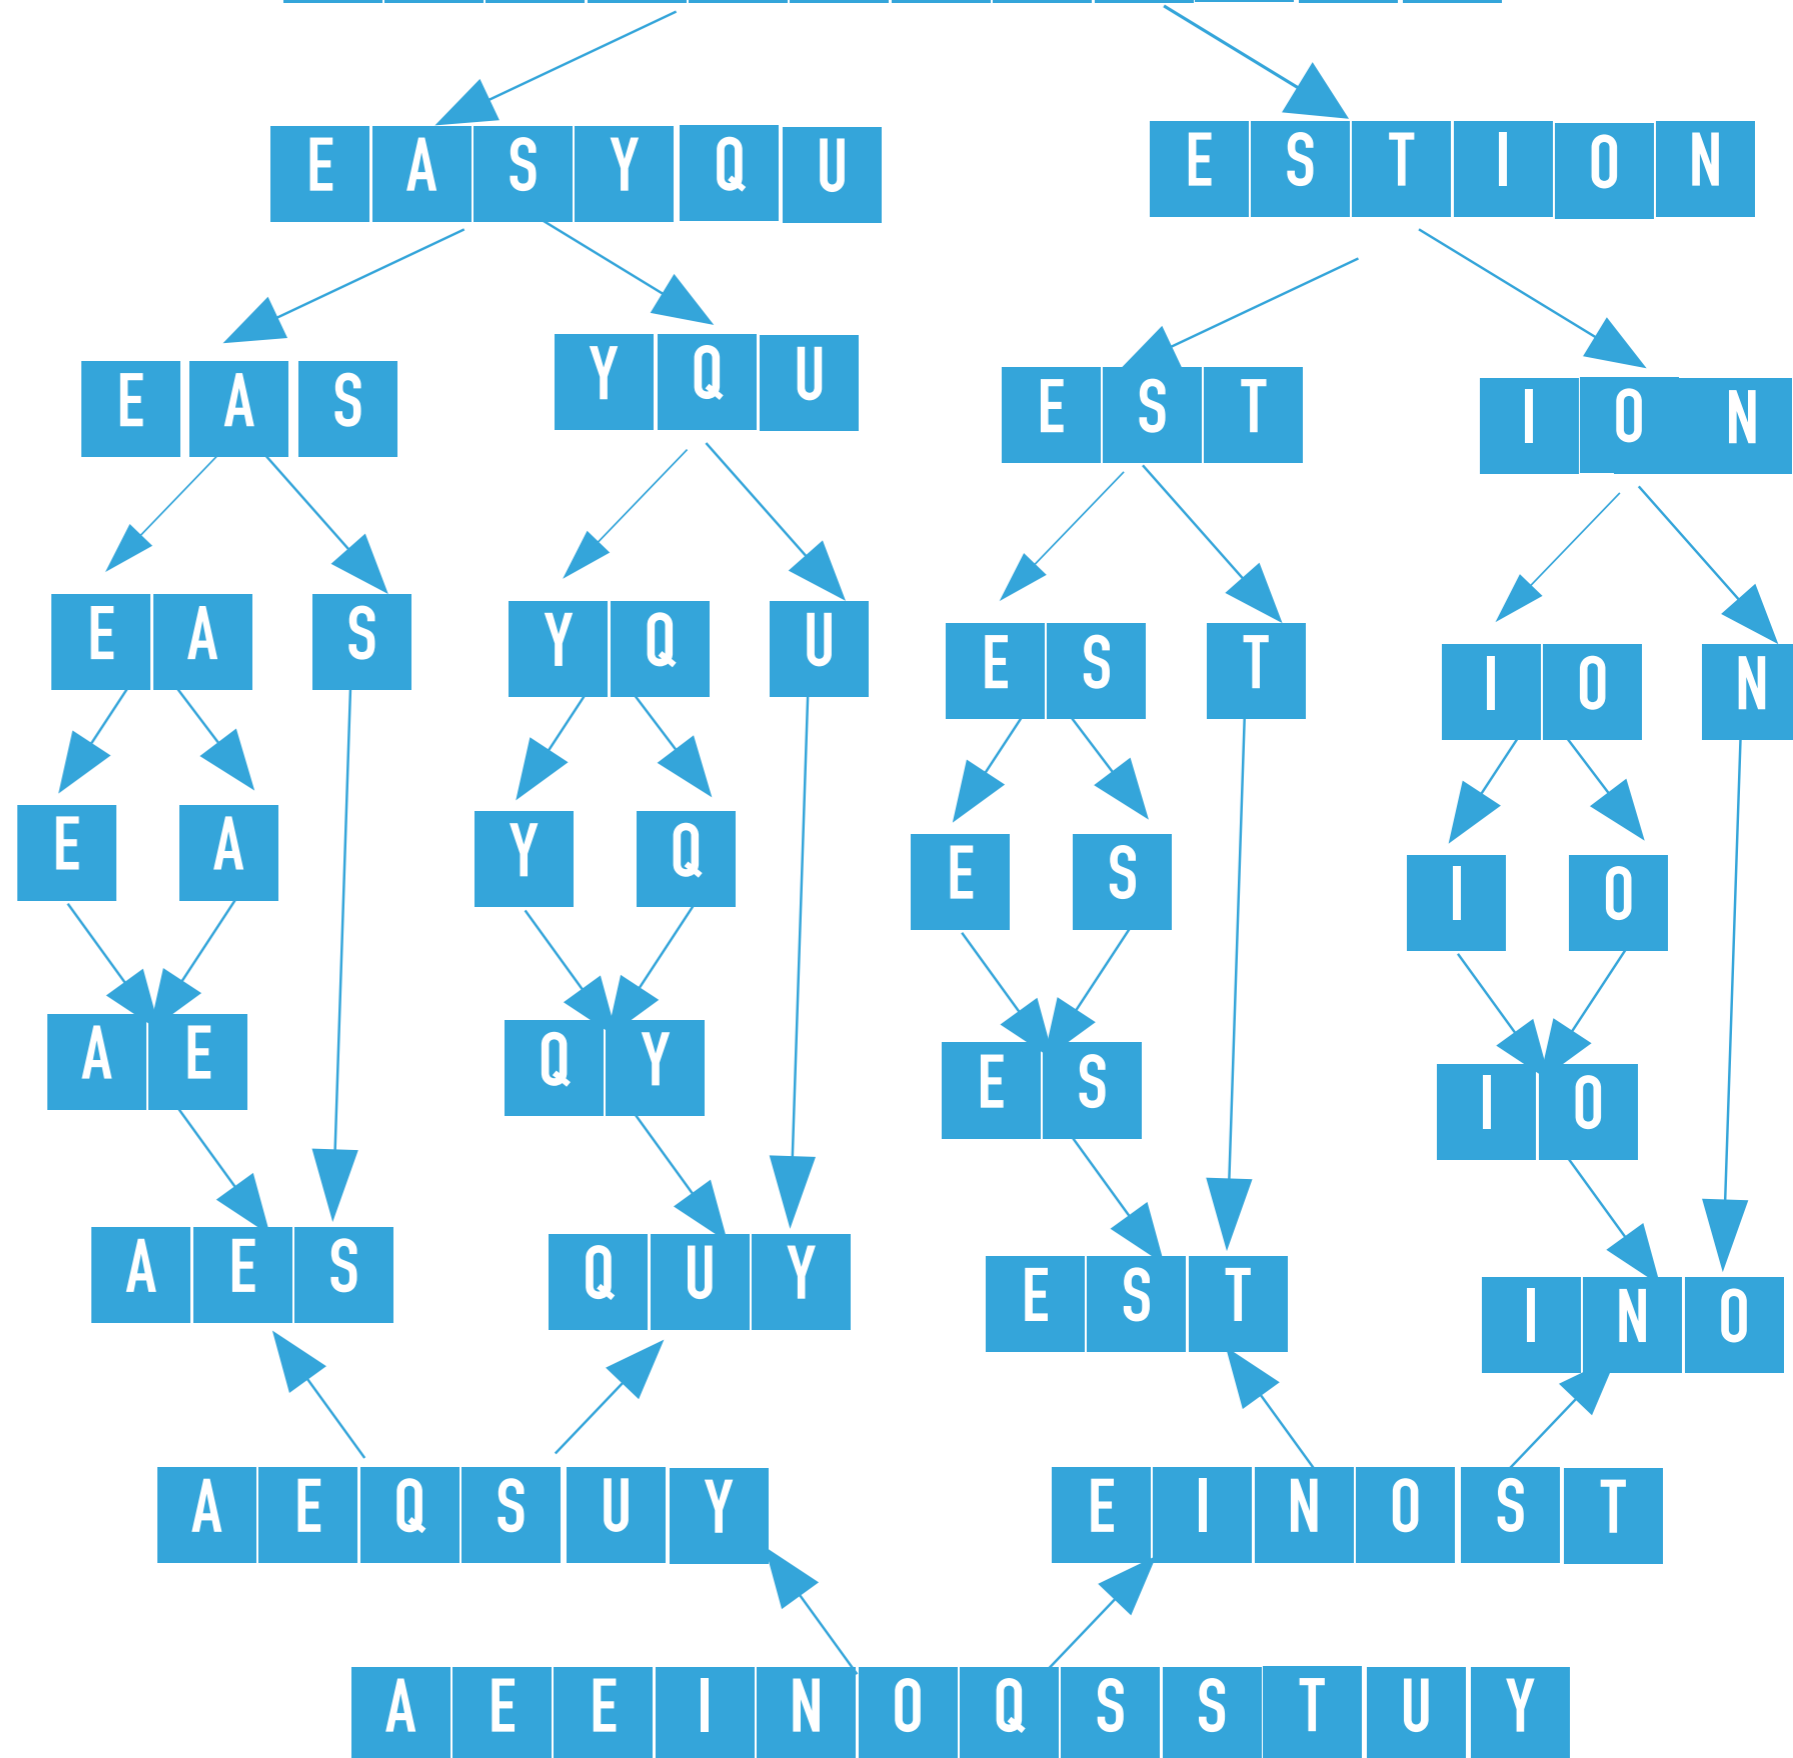 E A S Y Q U E S T I O N
E A S Y Q U E S T I O N
E A S Y Q U E S T I O N
E A Y Q E S I O
A E Q Y E S I O
A E S Q U Y E S T I N O
A E Q S U Y E I N O S T
A E E I N O Q S S T U Y